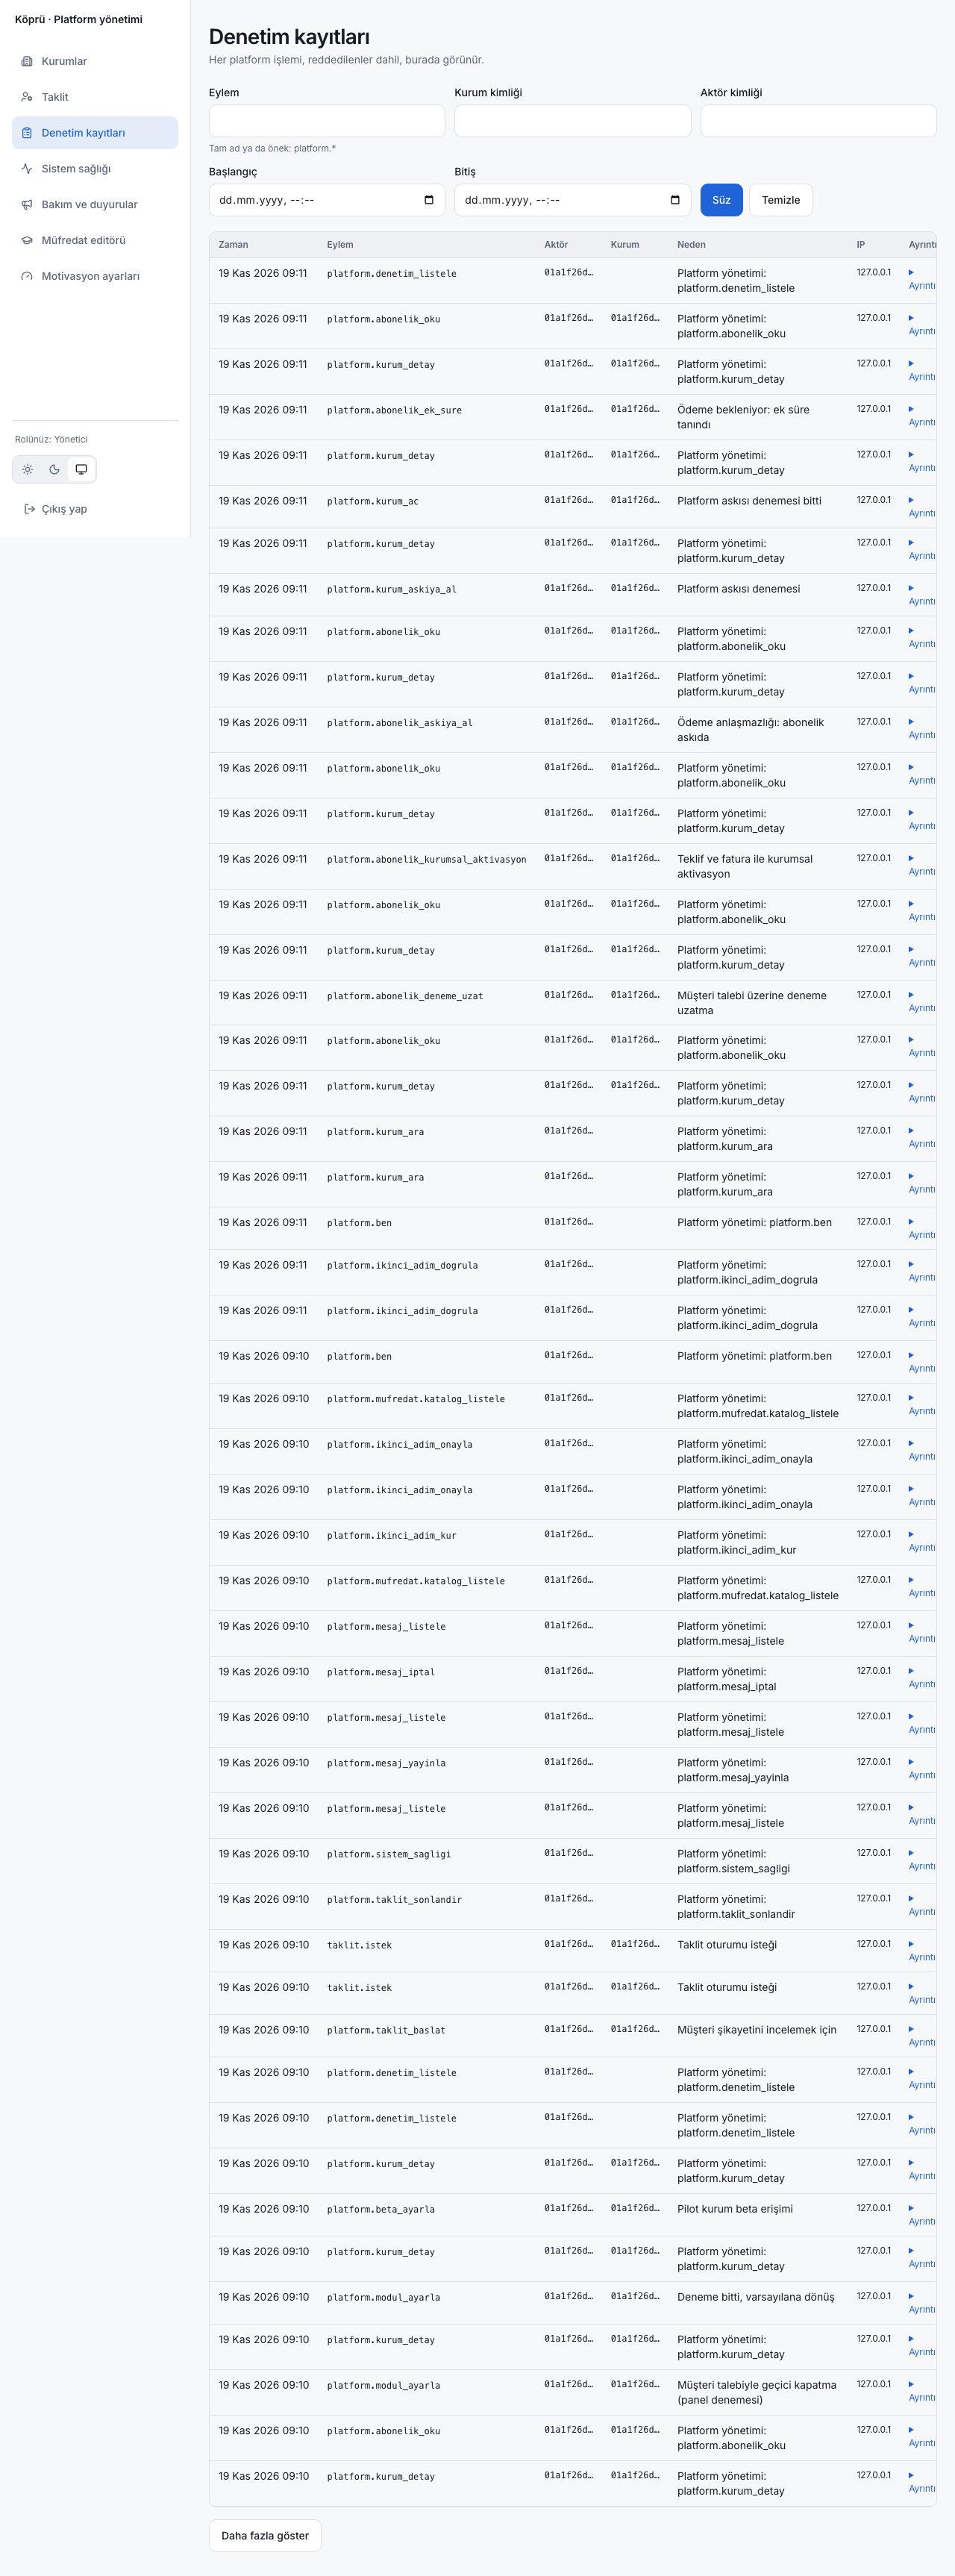 Köprü · Platform yönetimi
Kurumlar
Taklit
Denetim kayıtları
Sistem sağlığı
Bakım ve duyurular
Müfredat editörü
Motivasyon ayarları
Rolünüz: Yönetici
Çıkış yap
Denetim kayıtları
Her platform işlemi, reddedilenler dahil, burada görünür.
Eylem Kurum kimliği Aktör kimliği
Tam ad ya da önek: platform.*
Başlangıç Bitiş
dd.mm.yyyy, --:-- dd.mm.yyyy, --:-- Süz Temizle
Zaman Eylem Aktör Kurum Neden IP Ayrıntı
19 Kas 2026 09:11 platform.denetim_listele 01a1f26d… Platform yönetimi: 127.0.0.1
platform.denetim_listele Ayrıntı
19 Kas 2026 09:11 platform.abonelik_oku 01a1f26d… 01a1f26d… Platform yönetimi: 127.0.0.1
platform.abonelik_oku Ayrıntı
19 Kas 2026 09:11 platform.kurum_detay 01a1f26d… 01a1f26d… Platform yönetimi: 127.0.0.1
platform.kurum_detay Ayrıntı
19 Kas 2026 09:11 platform.abonelik_ek_sure 01a1f26d… 01a1f26d… Ödeme bekleniyor: ek süre 127.0.0.1
tanındı Ayrıntı
19 Kas 2026 09:11 platform.kurum_detay 01a1f26d… 01a1f26d… Platform yönetimi: 127.0.0.1
platform.kurum_detay Ayrıntı
19 Kas 2026 09:11 platform.kurum_ac 01a1f26d… 01a1f26d… Platform askısı denemesi bitti 127.0.0.1
Ayrıntı
19 Kas 2026 09:11 platform.kurum_detay 01a1f26d… 01a1f26d… Platform yönetimi: 127.0.0.1
platform.kurum_detay Ayrıntı
19 Kas 2026 09:11 platform.kurum_askiya_al 01a1f26d… 01a1f26d… Platform askısı denemesi 127.0.0.1
Ayrıntı
19 Kas 2026 09:11 platform.abonelik_oku 01a1f26d… 01a1f26d… Platform yönetimi: 127.0.0.1
platform.abonelik_oku Ayrıntı
19 Kas 2026 09:11 platform.kurum_detay 01a1f26d… 01a1f26d… Platform yönetimi: 127.0.0.1
platform.kurum_detay Ayrıntı
19 Kas 2026 09:11 platform.abonelik_askiya_al 01a1f26d… 01a1f26d… Ödeme anlaşmazlığı: abonelik 127.0.0.1
askıda Ayrıntı
19 Kas 2026 09:11 platform.abonelik_oku 01a1f26d… 01a1f26d… Platform yönetimi: 127.0.0.1
platform.abonelik_oku Ayrıntı
19 Kas 2026 09:11 platform.kurum_detay 01a1f26d… 01a1f26d… Platform yönetimi: 127.0.0.1
platform.kurum_detay Ayrıntı
19 Kas 2026 09:11 platform.abonelik_kurumsal_aktivasyon 01a1f26d… 01a1f26d… Teklif ve fatura ile kurumsal 127.0.0.1
aktivasyon Ayrıntı
19 Kas 2026 09:11 platform.abonelik_oku 01a1f26d… 01a1f26d… Platform yönetimi: 127.0.0.1
platform.abonelik_oku Ayrıntı
19 Kas 2026 09:11 platform.kurum_detay 01a1f26d… 01a1f26d… Platform yönetimi: 127.0.0.1
platform.kurum_detay Ayrıntı
19 Kas 2026 09:11 platform.abonelik_deneme_uzat 01a1f26d… 01a1f26d… Müşteri talebi üzerine deneme 127.0.0.1
uzatma Ayrıntı
19 Kas 2026 09:11 platform.abonelik_oku 01a1f26d… 01a1f26d… Platform yönetimi: 127.0.0.1
platform.abonelik_oku Ayrıntı
19 Kas 2026 09:11 platform.kurum_detay 01a1f26d… 01a1f26d… Platform yönetimi: 127.0.0.1
platform.kurum_detay Ayrıntı
19 Kas 2026 09:11 platform.kurum_ara 01a1f26d… Platform yönetimi: 127.0.0.1
platform.kurum_ara Ayrıntı
19 Kas 2026 09:11 platform.kurum_ara 01a1f26d… Platform yönetimi: 127.0.0.1
platform.kurum_ara Ayrıntı
19 Kas 2026 09:11 platform.ben 01a1f26d… Platform yönetimi: platform.ben 127.0.0.1
Ayrıntı
19 Kas 2026 09:11 platform.ikinci_adim_dogrula 01a1f26d… Platform yönetimi: 127.0.0.1
platform.ikinci_adim_dogrula Ayrıntı
19 Kas 2026 09:11 platform.ikinci_adim_dogrula 01a1f26d… Platform yönetimi: 127.0.0.1
platform.ikinci_adim_dogrula Ayrıntı
19 Kas 2026 09:10 platform.ben 01a1f26d… Platform yönetimi: platform.ben 127.0.0.1
Ayrıntı
19 Kas 2026 09:10 platform.mufredat.katalog_listele 01a1f26d… Platform yönetimi: 127.0.0.1
platform.mufredat.katalog_listele Ayrıntı
19 Kas 2026 09:10 platform.ikinci_adim_onayla 01a1f26d… Platform yönetimi: 127.0.0.1
platform.ikinci_adim_onayla Ayrıntı
19 Kas 2026 09:10 platform.ikinci_adim_onayla 01a1f26d… Platform yönetimi: 127.0.0.1
platform.ikinci_adim_onayla Ayrıntı
19 Kas 2026 09:10 platform.ikinci_adim_kur 01a1f26d… Platform yönetimi: 127.0.0.1
platform.ikinci_adim_kur Ayrıntı
19 Kas 2026 09:10 platform.mufredat.katalog_listele 01a1f26d… Platform yönetimi: 127.0.0.1
platform.mufredat.katalog_listele Ayrıntı
19 Kas 2026 09:10 platform.mesaj_listele 01a1f26d… Platform yönetimi: 127.0.0.1
platform.mesaj_listele Ayrıntı
19 Kas 2026 09:10 platform.mesaj_iptal 01a1f26d… Platform yönetimi: 127.0.0.1
platform.mesaj_iptal Ayrıntı
19 Kas 2026 09:10 platform.mesaj_listele 01a1f26d… Platform yönetimi: 127.0.0.1
platform.mesaj_listele Ayrıntı
19 Kas 2026 09:10 platform.mesaj_yayinla 01a1f26d… Platform yönetimi: 127.0.0.1
platform.mesaj_yayinla Ayrıntı
19 Kas 2026 09:10 platform.mesaj_listele 01a1f26d… Platform yönetimi: 127.0.0.1
platform.mesaj_listele Ayrıntı
19 Kas 2026 09:10 platform.sistem_sagligi 01a1f26d… Platform yönetimi: 127.0.0.1
platform.sistem_sagligi Ayrıntı
19 Kas 2026 09:10 platform.taklit_sonlandir 01a1f26d… Platform yönetimi: 127.0.0.1
platform.taklit_sonlandir Ayrıntı
19 Kas 2026 09:10 taklit.istek 01a1f26d… 01a1f26d… Taklit oturumu isteği 127.0.0.1
Ayrıntı
19 Kas 2026 09:10 taklit.istek 01a1f26d… 01a1f26d… Taklit oturumu isteği 127.0.0.1
Ayrıntı
19 Kas 2026 09:10 platform.taklit_baslat 01a1f26d… 01a1f26d… Müşteri şikayetini incelemek için 127.0.0.1
Ayrıntı
19 Kas 2026 09:10 platform.denetim_listele 01a1f26d… Platform yönetimi: 127.0.0.1
platform.denetim_listele Ayrıntı
19 Kas 2026 09:10 platform.denetim_listele 01a1f26d… Platform yönetimi: 127.0.0.1
platform.denetim_listele Ayrıntı
19 Kas 2026 09:10 platform.kurum_detay 01a1f26d… 01a1f26d… Platform yönetimi: 127.0.0.1
platform.kurum_detay Ayrıntı
19 Kas 2026 09:10 platform.beta_ayarla 01a1f26d… 01a1f26d… Pilot kurum beta erişimi 127.0.0.1
Ayrıntı
19 Kas 2026 09:10 platform.kurum_detay 01a1f26d… 01a1f26d… Platform yönetimi: 127.0.0.1
platform.kurum_detay Ayrıntı
19 Kas 2026 09:10 platform.modul_ayarla 01a1f26d… 01a1f26d… Deneme bitti, varsayılana dönüş 127.0.0.1
Ayrıntı
19 Kas 2026 09:10 platform.kurum_detay 01a1f26d… 01a1f26d… Platform yönetimi: 127.0.0.1
platform.kurum_detay Ayrıntı
19 Kas 2026 09:10 platform.modul_ayarla 01a1f26d… 01a1f26d… Müşteri talebiyle geçici kapatma 127.0.0.1
(panel denemesi) Ayrıntı
19 Kas 2026 09:10 platform.abonelik_oku 01a1f26d… 01a1f26d… Platform yönetimi: 127.0.0.1
platform.abonelik_oku Ayrıntı
19 Kas 2026 09:10 platform.kurum_detay 01a1f26d… 01a1f26d… Platform yönetimi: 127.0.0.1
platform.kurum_detay Ayrıntı
Daha fazla göster